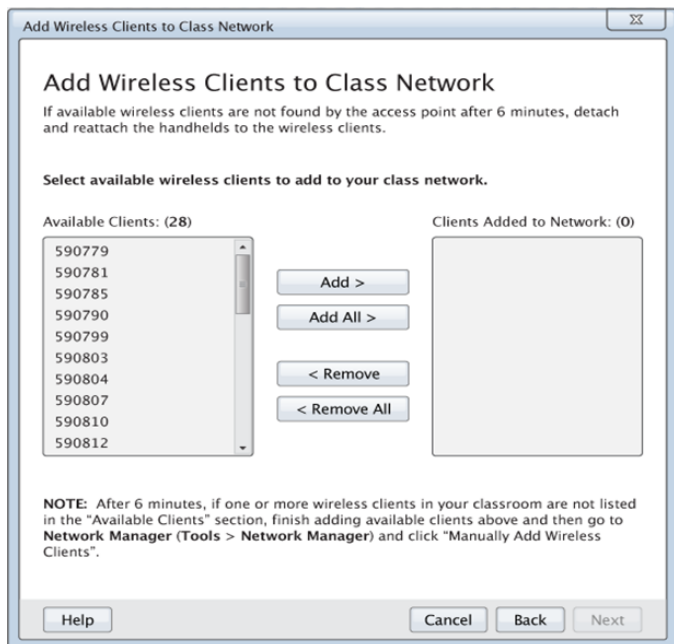 Add Wireless Clients to Class Network
Add Wireless Clients to Class Network
If available wireless clients are not found by the access point after 6 minutes, detach
and reattach the handhelds to the wireless clients.
Select available wireless clients to add to your class network.
Available Clients: (28)
590779
590781
590785
590790
590799
590803
590804
590807
590810
590812
Add >
Add All >
< Remove
< Remove All
Clients Added to Network: (0)
NOTE: After 6 minutes, if one or more wireless clients in your classroom are not listed
in the “Available Clients” section, finish adding available clients above and then go to
Network Manager (Tools > Network Manager) and click “Manually Add Wireless
Clients”.
Help
Cancel
Back
Next